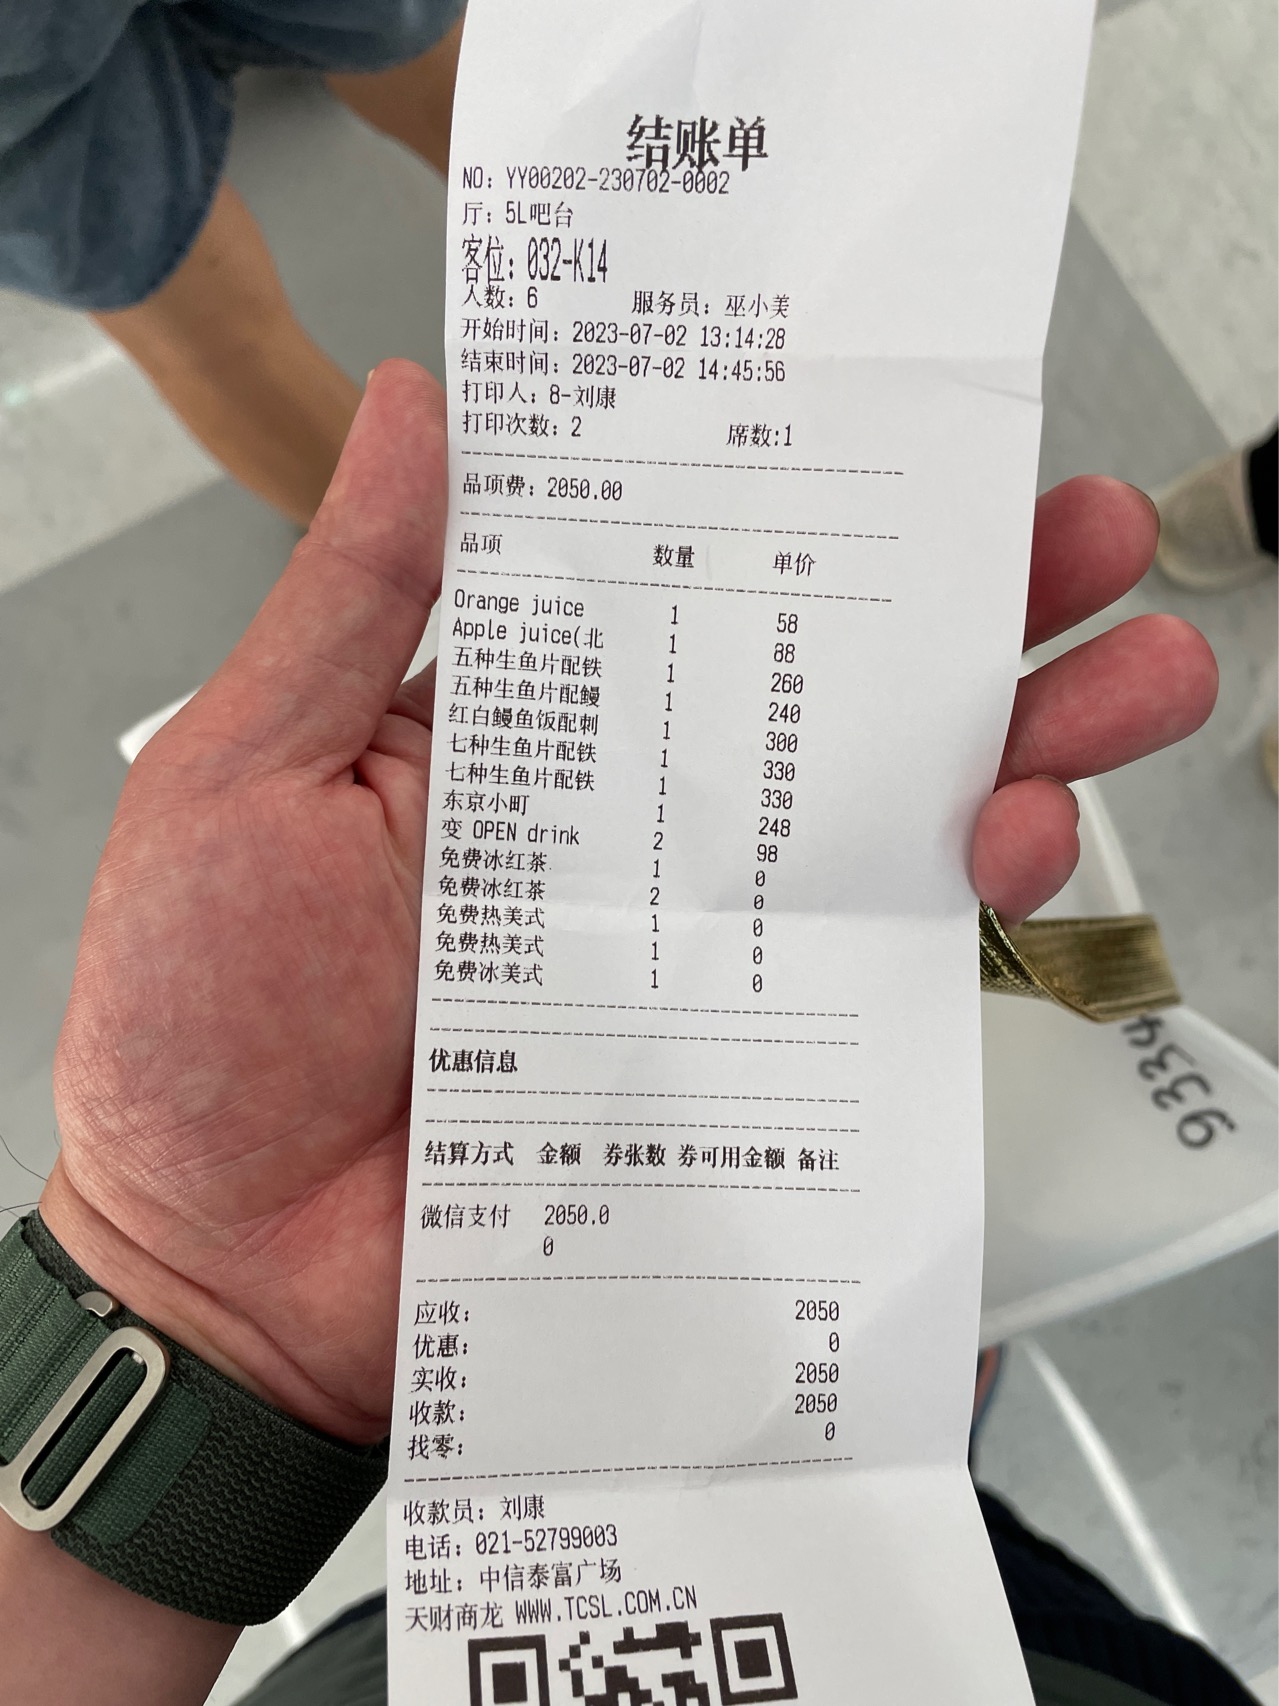 结账单
NO: YY00202-230702-0002
厅: 5L吧台
客位: 032-K14
人数: 6 服务员: 巫小美
开始时间: 2023-07-02 13:14:28
结束时间: 2023-07-02 14:45:56
打印人: 8-刘康
打印次数: 2 席数:1
品项费: 2050.00
品项 数量 单价
Orange juice 1 58
Apple juice(北 1 88
五种生鱼片配铁 1 260
五种生鱼片配鳗 1 240
红白鳗鱼饭配刺 1 300
七种生鱼片配铁 1 330
七种生鱼片配铁 1 330
东京小町 1 248
变 OPEN drink 2 98
免费冰红茶 1 0
免费冰红茶 2 0
免费热美式 1 0
免费热美式 1 0
免费冰美式 1 0
优惠信息
结算方式 金额 券张数 券可用金额 备注
微信支付 2050.0
0
应收: 2050
优惠: 0
实收: 2050
收款: 2050
找零: 0
收款员: 刘康
电话: 021-52799003
地址: 中信泰富广场
天财商龙 WWW.TCSL.COM.CN
9334